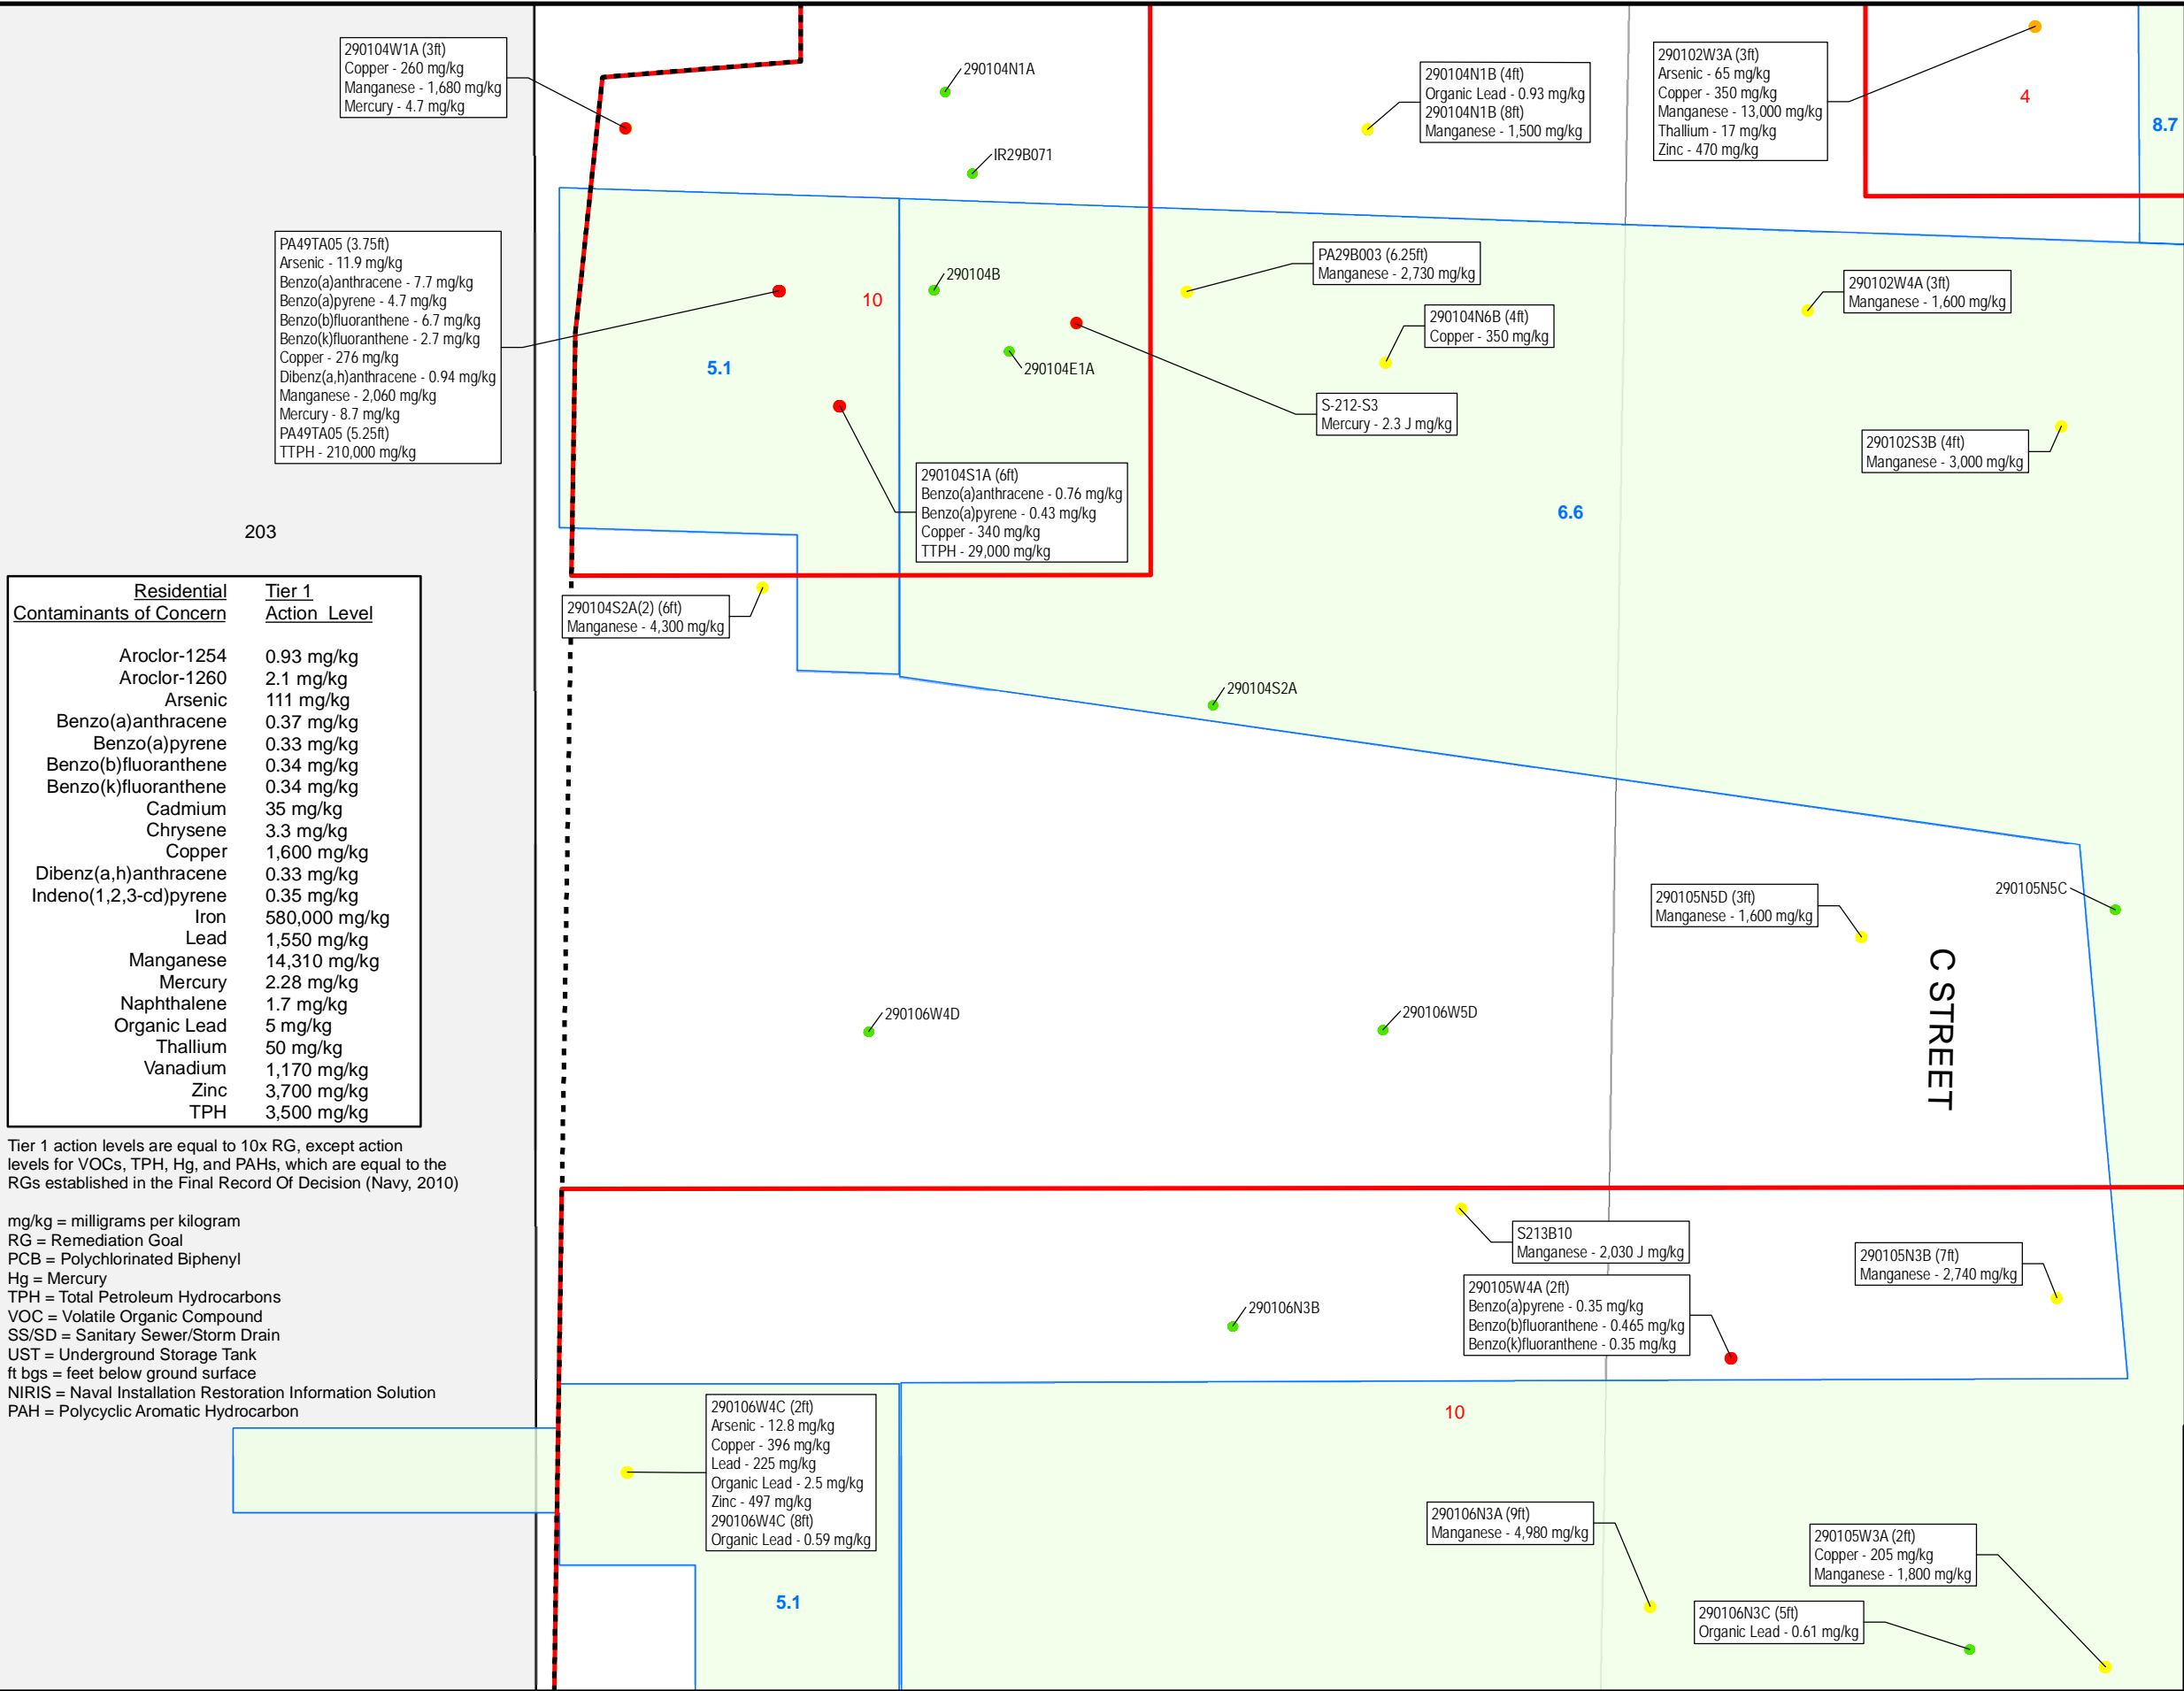 290104W1A (3ft)
Copper - 260 mg/kg
Manganese - 1,680 mg/kg
Mercury - 4.7 mg/kg
290104N1A
IR29B071
290104N1B (4ft)
Organic Lead - 0.93 mg/kg
290104N1B (8ft)
Manganese - 1,500 mg/kg
290102W3A (3ft)
Arsenic - 65 mg/kg
Copper - 350 mg/kg
Manganese - 13,000 mg/kg
Thallium - 17 mg/kg
Zinc - 470 mg/kg
4
8.7
PA49TA05 (3.75ft)
Arsenic - 11.9 mg/kg
Benzo(a)anthracene - 7.7 mg/kg
Benzo(a)pyrene - 4.7 mg/kg
Benzo(b)fluoranthene - 6.7 mg/kg
Benzo(k)fluoranthene - 2.7 mg/kg
Copper - 276 mg/kg
Dibenz(a,h)anthracene - 0.94 mg/kg
Manganese - 2,060 mg/kg
Mercury - 8.7 mg/kg
PA49TA05 (5.25ft)
TTPH - 210,000 mg/kg
10
5.1
290104B
290104E1A
PA29B003 (6.25ft)
Manganese - 2,730 mg/kg
290104N6B (4ft)
Copper - 350 mg/kg
S-212-S3
Mercury - 2.3 J mg/kg
290102W4A (3ft)
Manganese - 1,600 mg/kg
290102S3B (4ft)
Manganese - 3,000 mg/kg
290104S1A (6ft)
Benzo(a)anthracene - 0.76 mg/kg
Benzo(a)pyrene - 0.43 mg/kg
Copper - 340 mg/kg
TTPH - 29,000 mg/kg
6.6
203
290104S2A(2) (6ft)
Manganese - 4,300 mg/kg
290104S2A
Residential Tier 1
Contaminants of Concern Action Level
Aroclor-1254 0.93 mg/kg
Aroclor-1260 2.1 mg/kg
Arsenic 111 mg/kg
Benzo(a)anthracene 0.37 mg/kg
Benzo(a)pyrene 0.33 mg/kg
Benzo(b)fluoranthene 0.34 mg/kg
Benzo(k)fluoranthene 0.34 mg/kg
Cadmium 35 mg/kg
Chrysene 3.3 mg/kg
Copper 1,600 mg/kg
Dibenz(a,h)anthracene 0.33 mg/kg
Indeno(1,2,3-cd)pyrene 0.35 mg/kg
Iron 580,000 mg/kg
Lead 1,550 mg/kg
Manganese 14,310 mg/kg
Mercury 2.28 mg/kg
Naphthalene 1.7 mg/kg
Organic Lead 5 mg/kg
Thallium 50 mg/kg
Vanadium 1,170 mg/kg
Zinc 3,700 mg/kg
TPH 3,500 mg/kg
Tier 1 action levels are equal to 10x RG, except action
levels for VOCs, TPH, Hg, and PAHs, which are equal to the
RGs established in the Final Record Of Decision (Navy, 2010)
mg/kg = milligrams per kilogram
RG = Remediation Goal
PCB = Polychlorinated Biphenyl
Hg = Mercury
TPH = Total Petroleum Hydrocarbons
VOC = Volatile Organic Compound
SS/SD = Sanitary Sewer/Storm Drain
UST = Underground Storage Tank
ft bgs = feet below ground surface
NIRIS = Naval Installation Restoration Information Solution
PAH = Polycyclic Aromatic Hydrocarbon
290105N5D (3ft)
Manganese - 1,600 mg/kg
290105N5C
C STREET
290106W4D
290106W5D
S213B10
Manganese - 2,030 J mg/kg
290105N3B (7ft)
Manganese - 2,740 mg/kg
290105W4A (2ft)
Benzo(a)pyrene - 0.35 mg/kg
Benzo(b)fluoranthene - 0.465 mg/kg
Benzo(k)fluoranthene - 0.35 mg/kg
290106N3B
10
290106W4C (2ft)
Arsenic - 12.8 mg/kg
Copper - 396 mg/kg
Lead - 225 mg/kg
Organic Lead - 2.5 mg/kg
Zinc - 497 mg/kg
290106W4C (8ft)
Organic Lead - 0.59 mg/kg
5.1
290106N3A (9ft)
Manganese - 4,980 mg/kg
290105W3A (2ft)
Copper - 205 mg/kg
Manganese - 1,800 mg/kg
290106N3C (5ft)
Organic Lead - 0.61 mg/kg